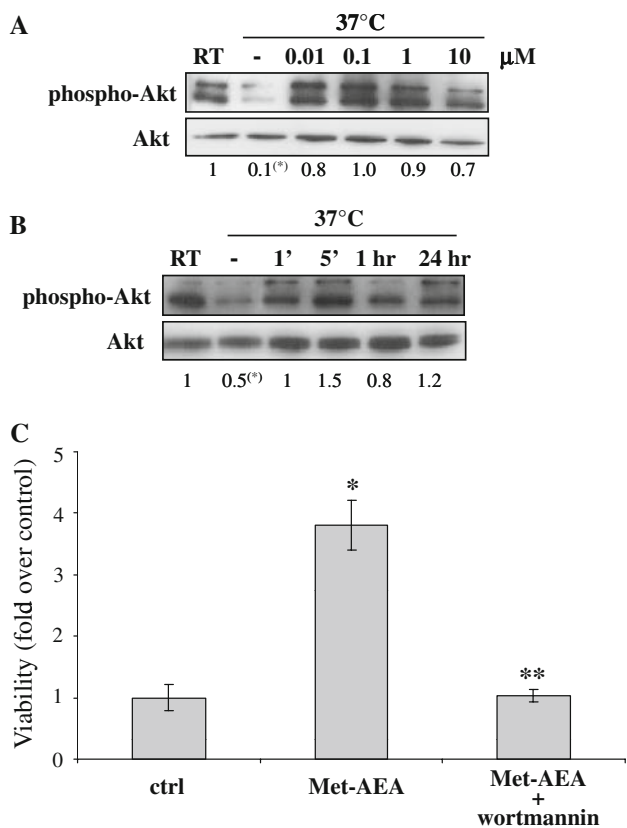 A
37°C
RT - 0.01 0.1 1 10 μM
phospho-Akt
Akt
1 0.1(*) 0.8 1.0 0.9 0.7
B
37°C
RT - 1’ 5’ 1 hr 24 hr
phospho-Akt
Akt
1 0.5(*) 1 1.5 0.8 1.2
C
Viability (fold over control)
5
4
3
2
1
0
*
**
ctrl
Met-AEA
Met-AEA
+
wortmannin